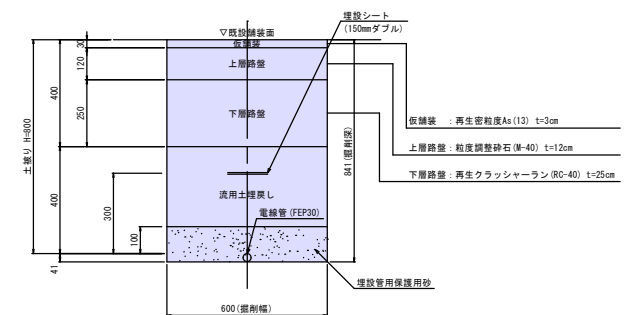 埋設シート
(150mmダブル)
▽既設舗装面
仮舗装
上層路盤
下層路盤
流用土埋戻し
電線管(FEP30)
埋設管用保護用砂
仮舗装 :再生密粒度As(13) t=3cm
上層路盤:粒度調整砕石(M-40) t=12cm
下層路盤:再生クラッシャーラン(RC-40) t=25cm
土被り H=800
400
400
41
30
120
250
300
100
841(掘削深)
600(掘削幅)